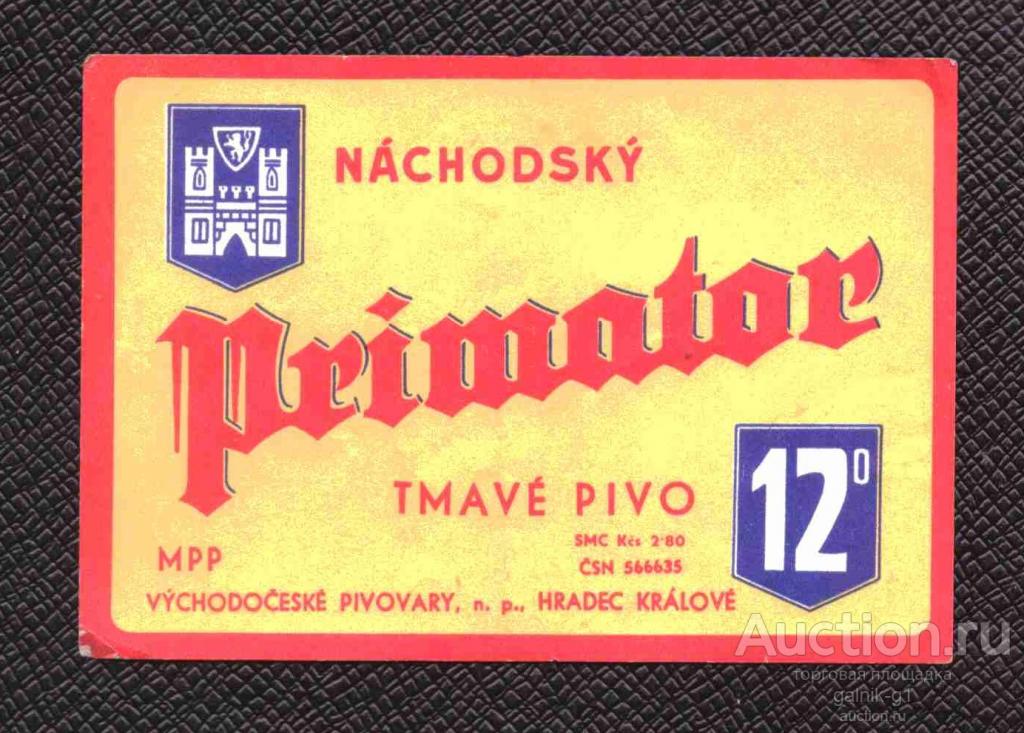 NÁCHODSKÝ
Primator
TMAVÉ PIVO
12⁰
SMC Kčs 2·80
MPP
ČSN 566635
VÝCHODOČESKÉ PIVOVARY, n. p., HRADEC KRÁLOVÉ
Auction.ru
торговая площадка
galnik-g1
auction.ru